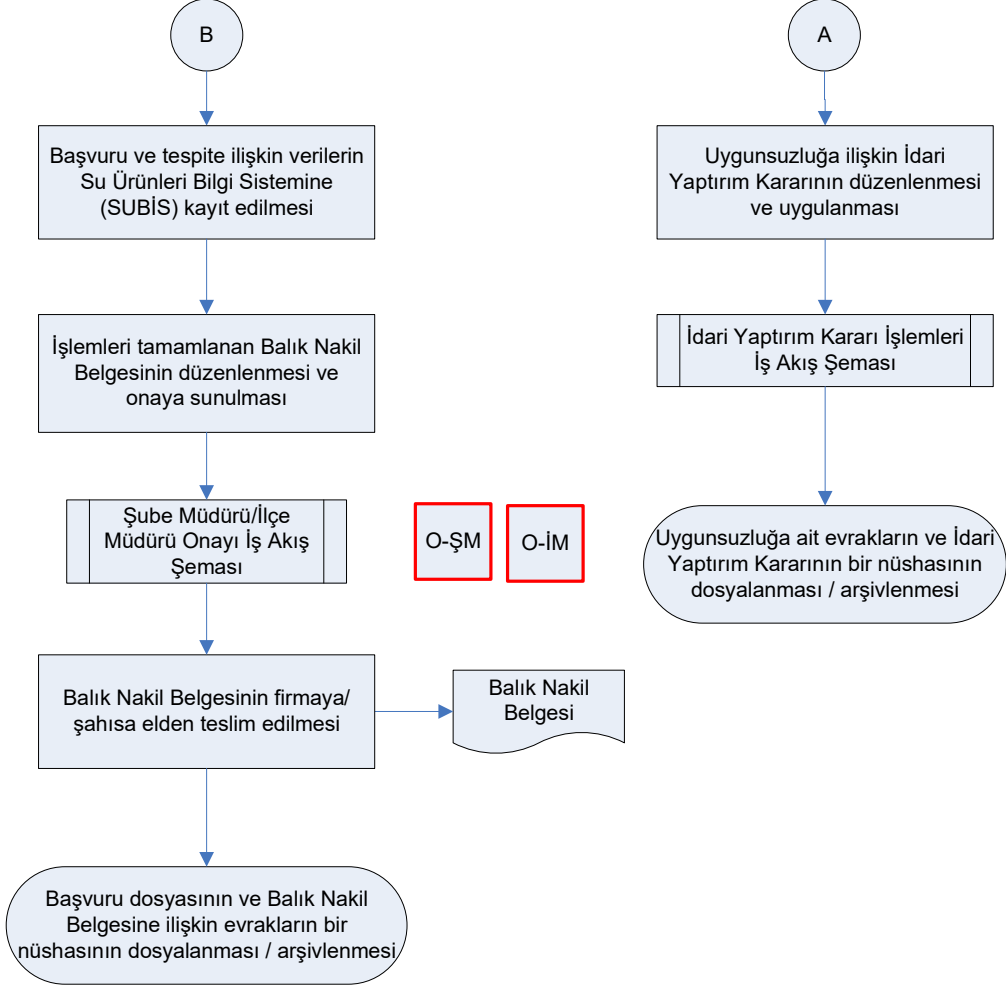 B
Başvuru ve tespite ilişkin verilerin
Su Ürünleri Bilgi Sistemine
(SUBİS) kayıt edilmesi
İşlemleri tamamlanan Balık Nakil
Belgesinin düzenlenmesi ve
onaya sunulması
Şube Müdürü/İlçe
Müdürü Onayı İş Akış
Şeması
O-ŞM
O-İM
Balık Nakil Belgesinin firmaya/
şahısa elden teslim edilmesi
Balık Nakil
Belgesi
Başvuru dosyasının ve Balık Nakil
Belgesine ilişkin evrakların bir
nüshasının dosyalanması / arşivlenmesi
A
Uygunsuzluğa ilişkin İdari
Yaptırım Kararının düzenlenmesi
ve uygulanması
İdari Yaptırım Kararı İşlemleri
İş Akış Şeması
Uygunsuzluğa ait evrakların ve İdari
Yaptırım Kararının bir nüshasının
dosyalanması / arşivlenmesi